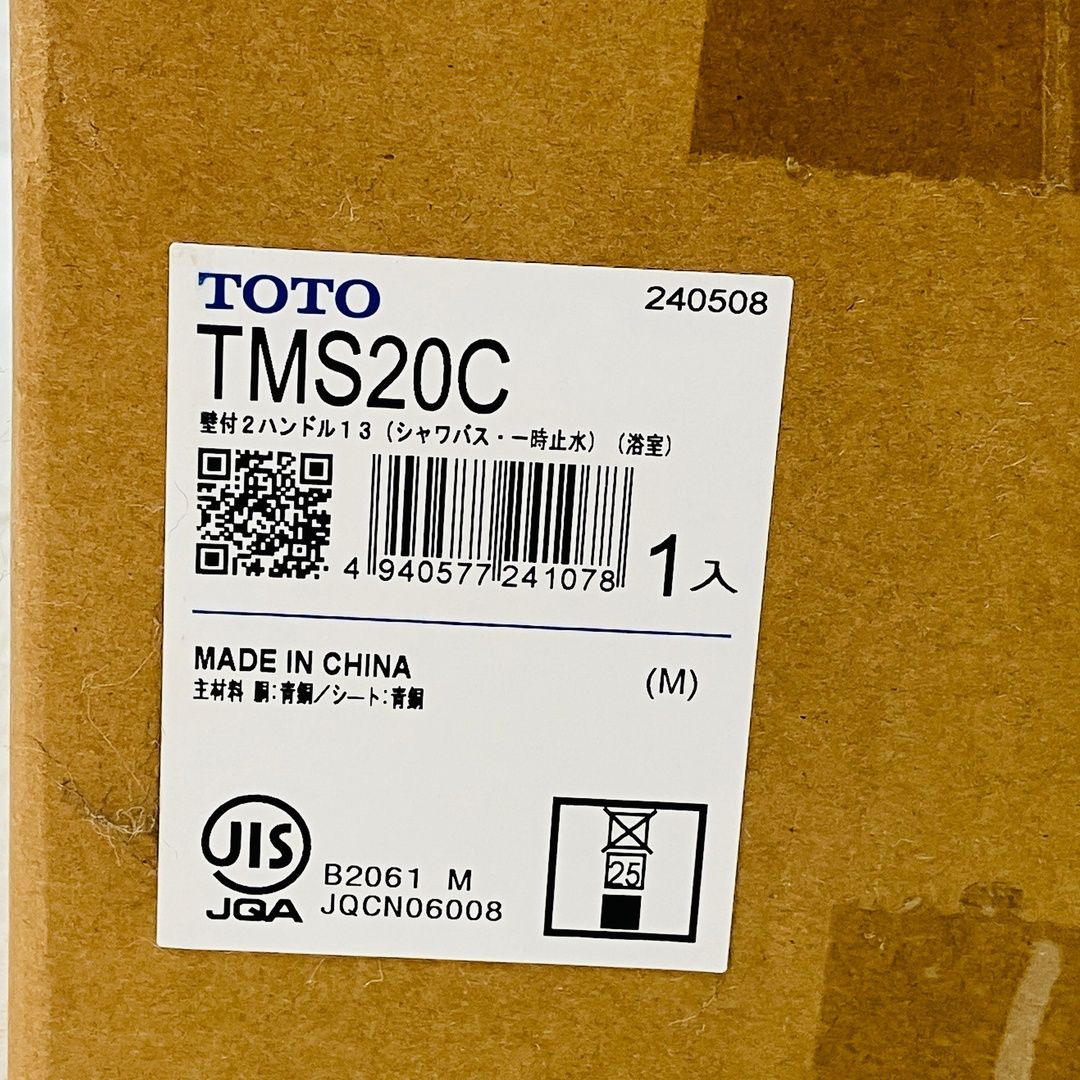 TOTO
240508
TMS20C
壁付2ハンドル13(シャワバス・一時止水)(浴室)
4 940577 241078
1入
MADE IN CHINA
(M)
主材料 胴:青銅/シート:青銅
JIS
JQA
B2061 M
JQCN06008
25